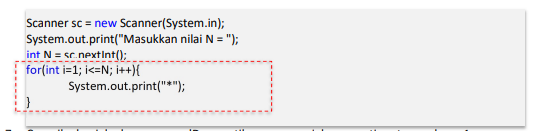 Scanner sc = new Scanner(System.in);
System.out.print("Masukkan nilai N = ");
int N = sc.nextInt();
for(int i=1; i<=N; i++){
System.out.print("*");
}